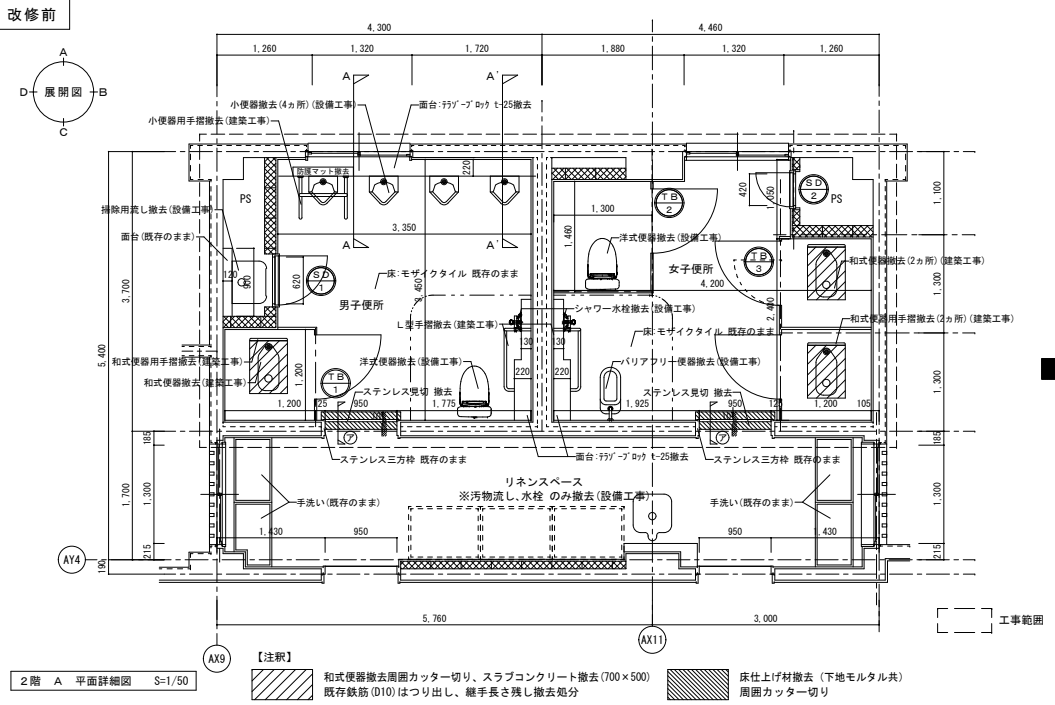 改修前
A
D
展開図
B
C
4,300
4,460
1,260
1,320
1,720
1,880
1,320
1,260
A
A'
小便器撤去(4ヵ所)(設備工事)
面台:ﾃﾗｿﾞｰﾌﾞﾛｯｸ t-25撤去
小便器用手摺撤去(建築工事)
防護マット撤去
220
PS
420
1,050
SD
2
PS
1,100
TB
2
掃除用流し撤去(設備工事)
1,300
3,350
1,460
面台(既存のまま)
A
A'
洋式便器撤去(設備工事)
女子便所
TB
3
和式便器撤去(2ヵ所)(建築工事)
120
620
SD
1
床:モザイクタイル 既存のまま
4,200
3,700
男子便所
2,400
1,300
シャワー水栓撤去(設備工事)
和式便器用手摺撤去(2ヵ所)(建築工事)
L型手摺撤去(建築工事)
床:モザイクタイル 既存のまま
130
130
5,400
和式便器用手摺撤去(建築工事)
洋式便器撤去(設備工事)
バリアフリー便器撤去(設備工事)
1,200
TB
1
220
220
1,300
和式便器撤去(建築工事)
ステンレス見切 撤去
ステンレス見切 撤去
1,200
125
950
1,775
1,925
950
125
1,200
105
185
ア
ア
185
ステンレス三方枠 既存のまま
面台:ﾃﾗｿﾞｰﾌﾞﾛｯｸ t-25撤去
ステンレス三方枠 既存のまま
リネンスペース
※汚物流し、水栓 のみ撤去(設備工事)
1,700
1,300
手洗い(既存のまま)
手洗い(既存のまま)
1,300
1,430
950
950
1,430
215
215
AY4
190
5,760
3,000
工事範囲
AX9
AX11
【注釈】
2階 A 平面詳細図 S=1/50
和式便器撤去周囲カッター切り、スラブコンクリート撤去(700×500)
既存鉄筋(D10)はつり出し、継手長さ残し撤去処分
床仕上げ材撤去 (下地モルタル共)
周囲カッター切り